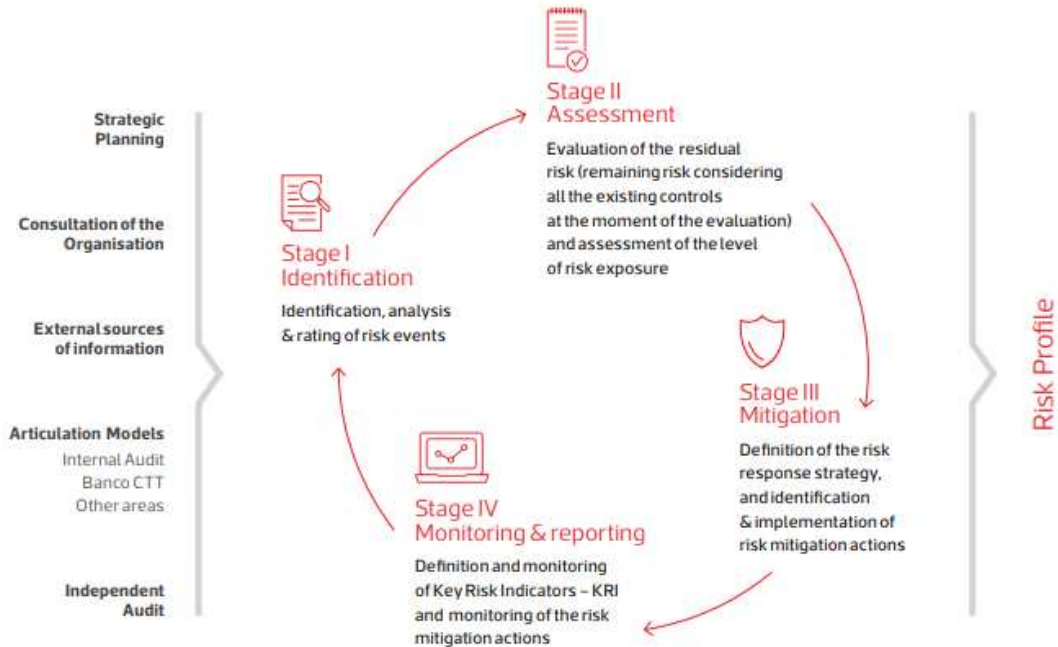 Strategic
Planning
Consultation of the
Organisation
External sources
of information
Articulation Models
Internal Audit
Banco CTT
Other areas
Independent
Audit
Stage I
Identification
Identification, analysis
& rating of risk events
Stage II
Assessment
Evaluation of the residual
risk (remaining risk considering
all the existing controls
at the moment of the evaluation)
and assessment of the level
of risk exposure
Stage III
Mitigation
Definition of the risk
response strategy,
and identification
& implementation of
risk mitigation actions
Stage IV
Monitoring & reporting
Definition and monitoring
of Key Risk Indicators – KRI
and monitoring of the risk
mitigation actions
Risk Profile